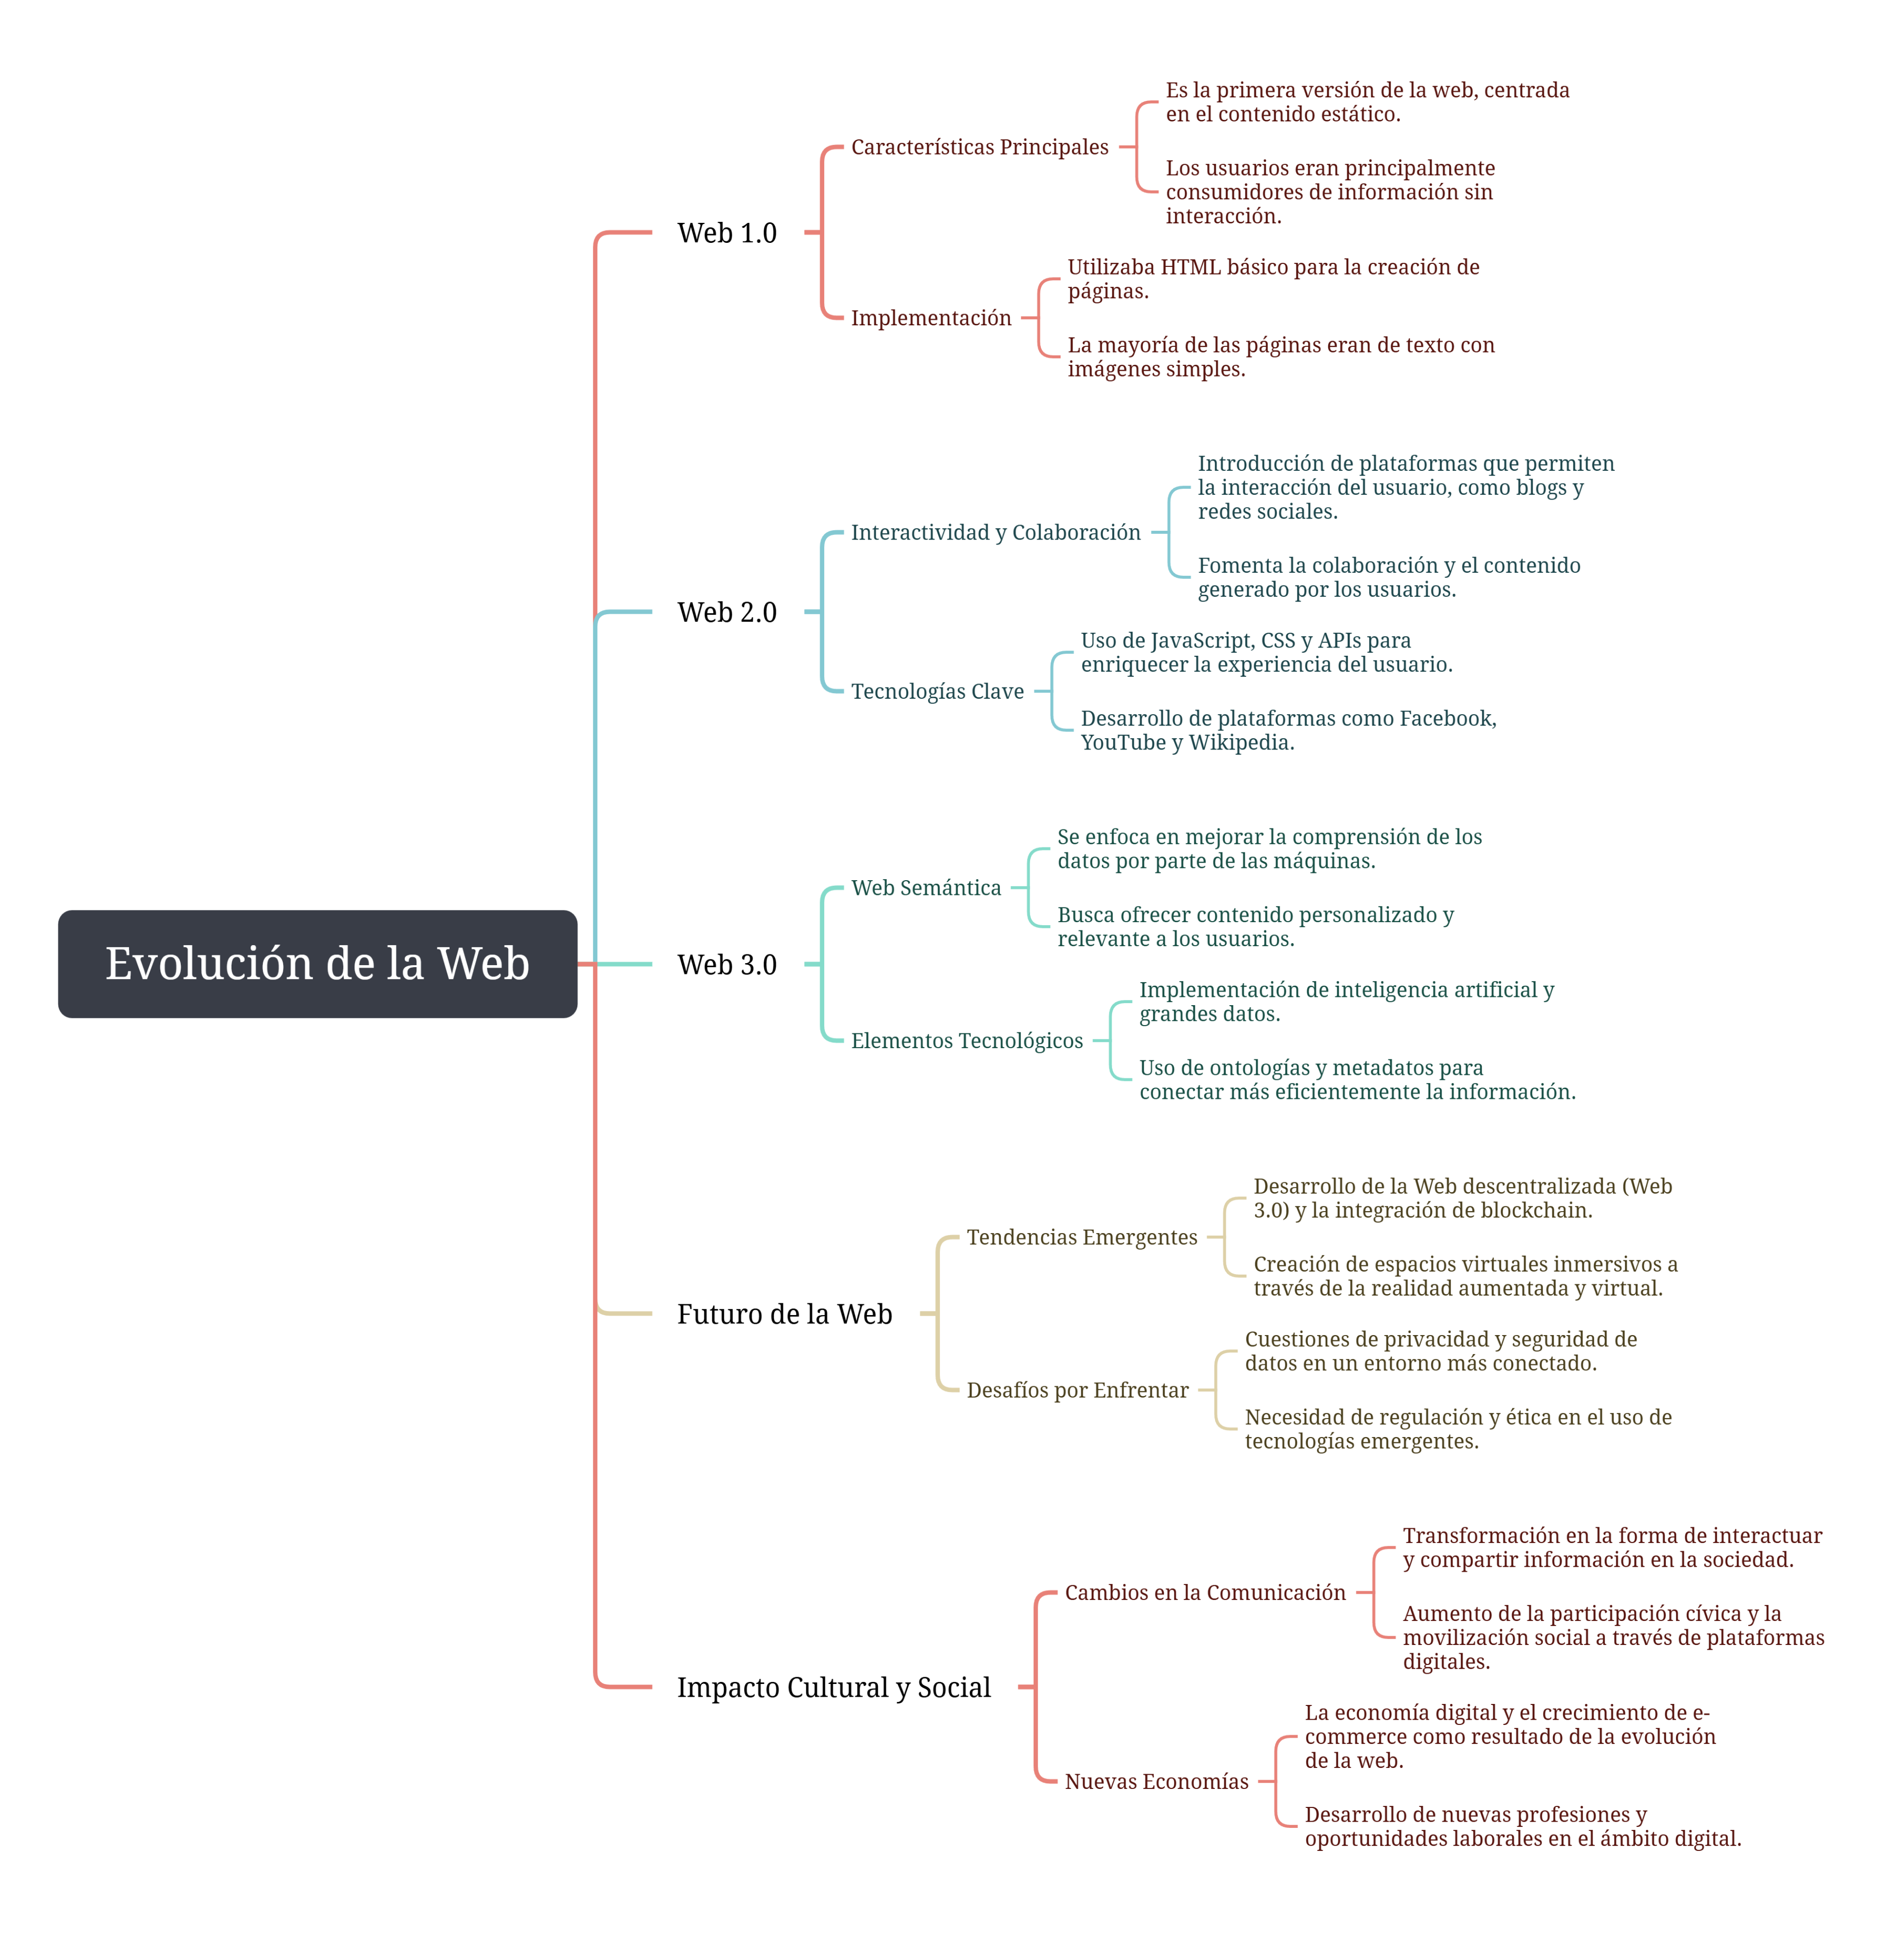 Evolución de la Web
Web 1.0
Características Principales
Es la primera versión de la web, centrada
en el contenido estático.
Los usuarios eran principalmente
consumidores de información sin
interacción.
Implementación
Utilizaba HTML básico para la creación de
páginas.
La mayoría de las páginas eran de texto con
imágenes simples.
Web 2.0
Interactividad y Colaboración
Introducción de plataformas que permiten
la interacción del usuario, como blogs y
redes sociales.
Fomenta la colaboración y el contenido
generado por los usuarios.
Tecnologías Clave
Uso de JavaScript, CSS y APIs para
enriquecer la experiencia del usuario.
Desarrollo de plataformas como Facebook,
YouTube y Wikipedia.
Web 3.0
Web Semántica
Se enfoca en mejorar la comprensión de los
datos por parte de las máquinas.
Busca ofrecer contenido personalizado y
relevante a los usuarios.
Elementos Tecnológicos
Implementación de inteligencia artificial y
grandes datos.
Uso de ontologías y metadatos para
conectar más eficientemente la información.
Futuro de la Web
Tendencias Emergentes
Desarrollo de la Web descentralizada (Web
3.0) y la integración de blockchain.
Creación de espacios virtuales inmersivos a
través de la realidad aumentada y virtual.
Desafíos por Enfrentar
Cuestiones de privacidad y seguridad de
datos en un entorno más conectado.
Necesidad de regulación y ética en el uso de
tecnologías emergentes.
Impacto Cultural y Social
Cambios en la Comunicación
Transformación en la forma de interactuar
y compartir información en la sociedad.
Aumento de la participación cívica y la
movilización social a través de plataformas
digitales.
Nuevas Economías
La economía digital y el crecimiento de e-
commerce como resultado de la evolución
de la web.
Desarrollo de nuevas profesiones y
oportunidades laborales en el ámbito digital.